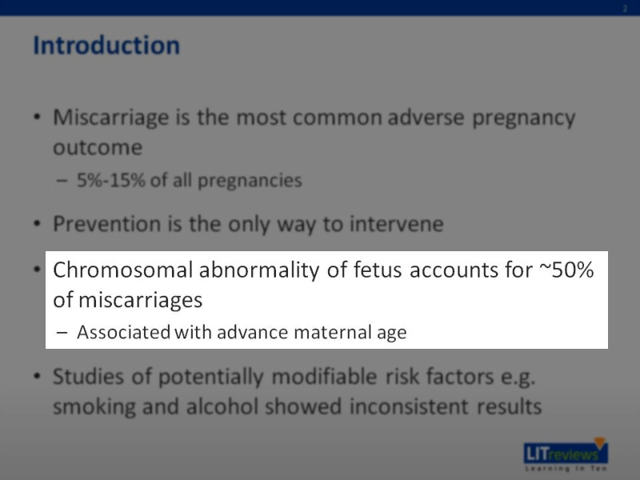 2
Introduction
• Miscarriage is the most common adverse pregnancy
outcome
– 5%-15% of all pregnancies
• Prevention is the only way to intervene
• Chromosomal abnormality of fetus accounts for ~50%
of miscarriages
– Associated with advance maternal age
• Studies of potentially modifiable risk factors e.g.
smoking and alcohol showed inconsistent results
LITreviews
Learning In Ten